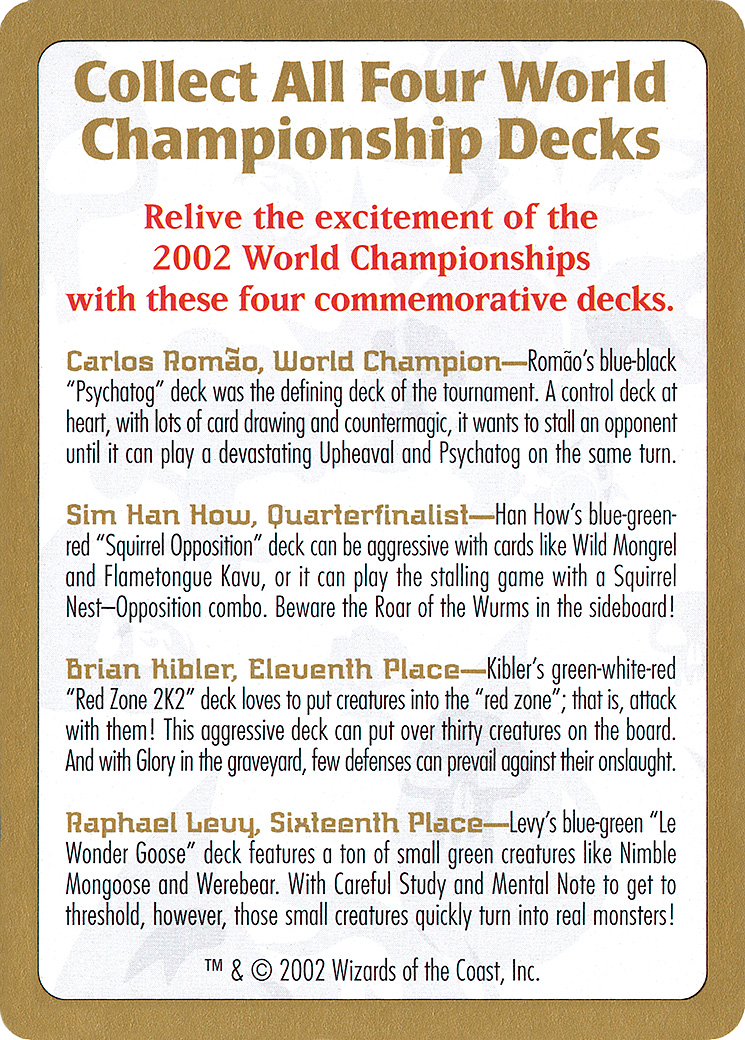 Collect All Four World
Championship Decks
Relive the excitement of the
2002 World Championships
with these four commemorative decks.
Carlos Romão, World Champion—Romão's blue-black
"Psychatog" deck was the defining deck of the tournament. A control deck at
heart, with lots of card drawing and countermagic, it wants to stall an opponent
until it can play a devastating Upheaval and Psychatog on the same turn.
Sim Han How, Quarterfinalist—Han How's blue-green-
red "Squirrel Opposition" deck can be aggressive with cards like Wild Mongrel
and Flametongue Kavu, or it can play the stalling game with a Squirrel
Nest–Opposition combo. Beware the Roar of the Wurms in the sideboard!
Brian Kibler, Eleventh Place—Kibler's green-white-red
"Red Zone 2K2" deck loves to put creatures into the "red zone"; that is, attack
with them! This aggressive deck can put over thirty creatures on the board.
And with Glory in the graveyard, few defenses can prevail against their onslaught.
Raphael Levy, Sixteenth Place—Levy's blue-green "Le
Wonder Goose" deck features a ton of small green creatures like Nimble
Mongoose and Werebear. With Careful Study and Mental Note to get to
threshold, however, those small creatures quickly turn into real monsters!
™ & © 2002 Wizards of the Coast, Inc.